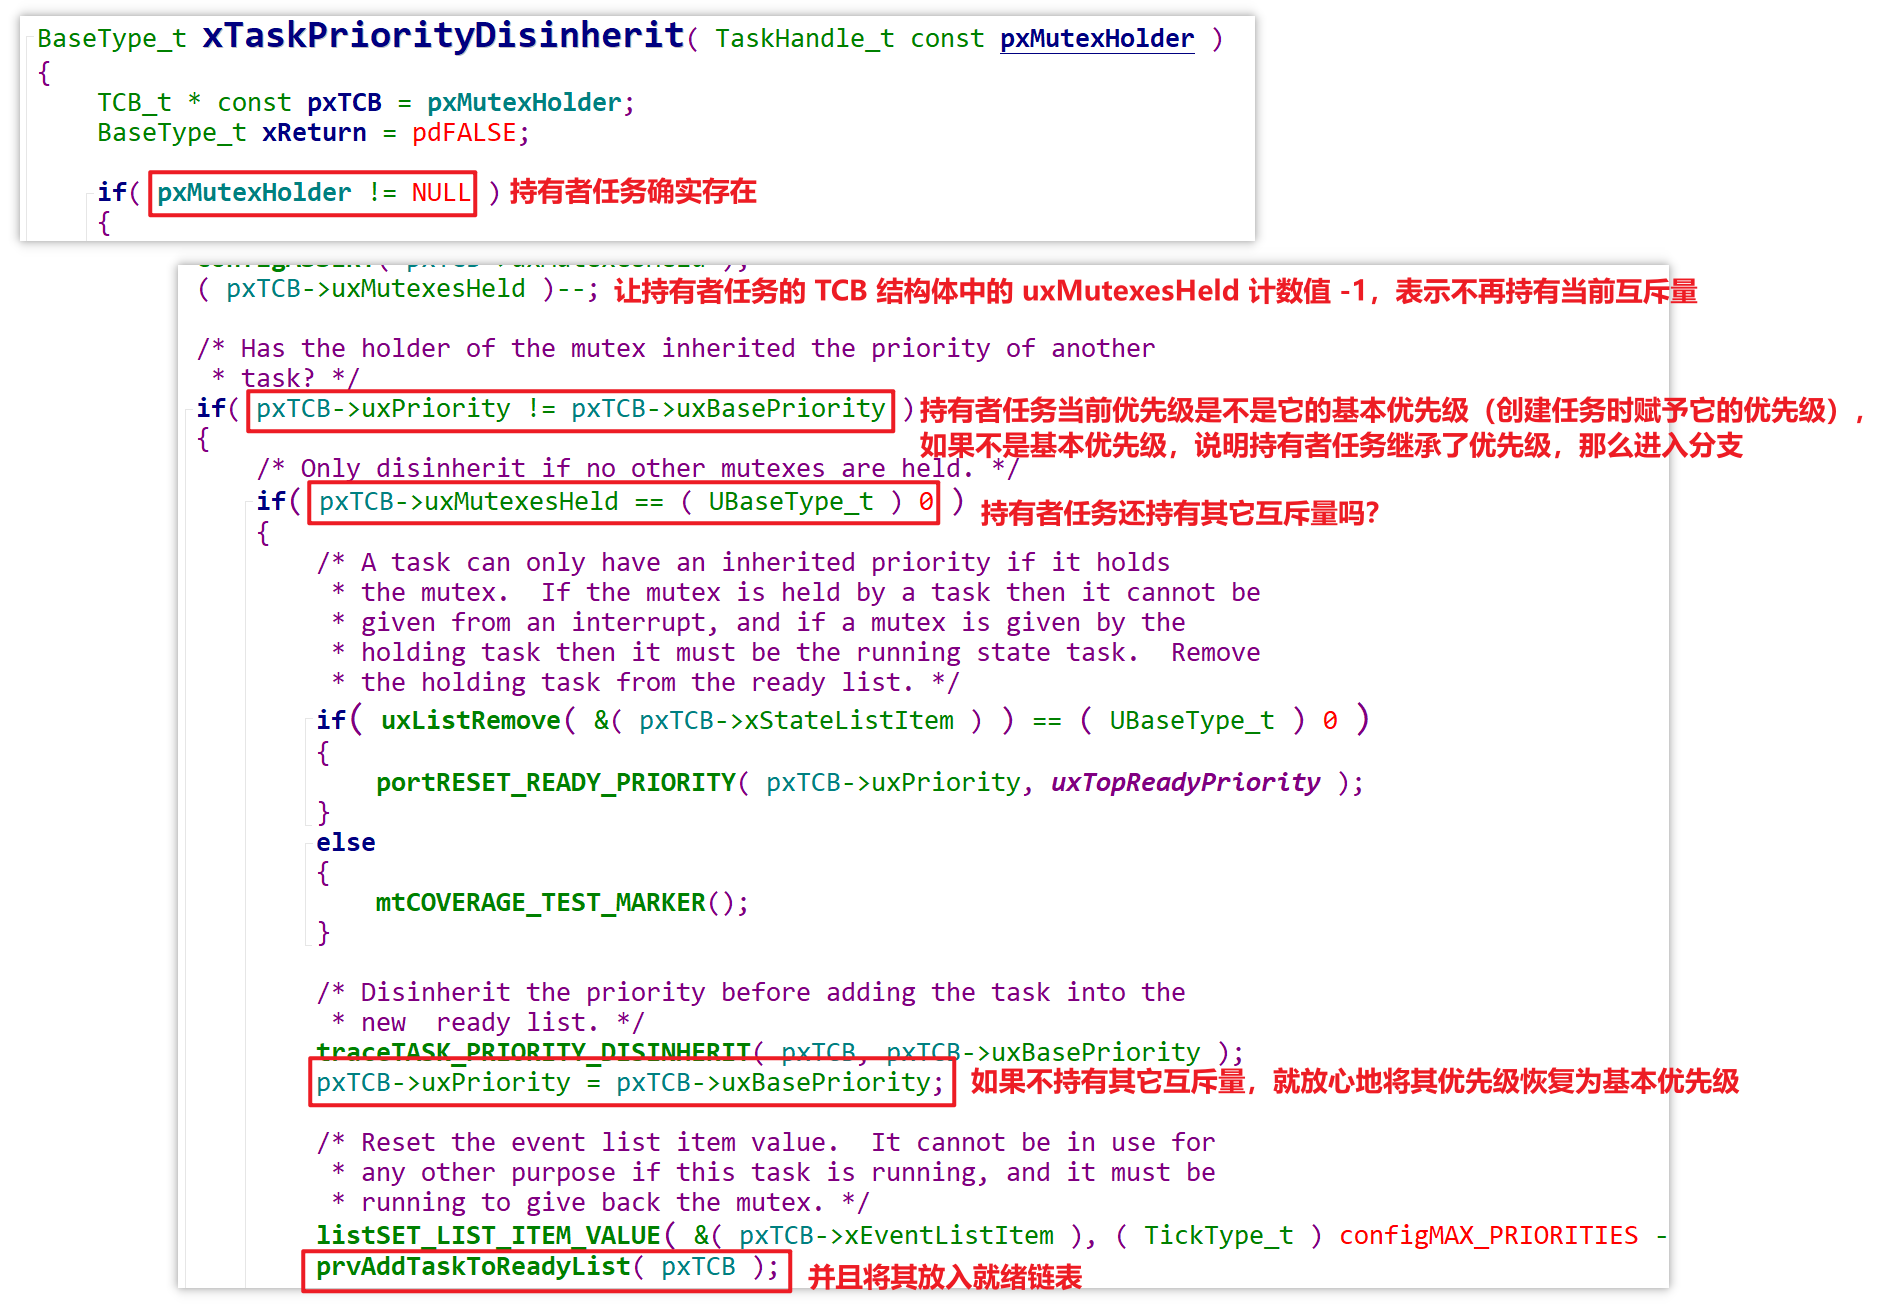 BaseType_t xTaskPriorityDisinherit( TaskHandle_t const pxMutexHolder )
{
TCB_t * const pxTCB = pxMutexHolder;
BaseType_t xReturn = pdFALSE;
if( pxMutexHolder != NULL ) 持有者任务确实存在
{
configASSERT( pxTCB->uxMutexesHeld );
( pxTCB->uxMutexesHeld )--; 让持有者任务的 TCB 结构体中的 uxMutexesHeld 计数值 -1，表示不再持有当前互斥量
/* Has the holder of the mutex inherited the priority of another
* task? */
if( pxTCB->uxPriority != pxTCB->uxBasePriority ) 持有者任务当前优先级是不是它的基本优先级（创建任务时赋予它的优先级），
{ 如果不是基本优先级，说明持有者任务继承了优先级，那么进入分支
/* Only disinherit if no other mutexes are held. */
if( pxTCB->uxMutexesHeld == ( UBaseType_t ) 0 ) 持有者任务还持有其它互斥量吗？
{
/* A task can only have an inherited priority if it holds
* the mutex.  If the mutex is held by a task then it cannot be
* given from an interrupt, and if a mutex is given by the
* holding task then it must be the running state task.  Remove
* the holding task from the ready list. */
if( uxListRemove( &( pxTCB->xStateListItem ) ) == ( UBaseType_t ) 0 )
{
portRESET_READY_PRIORITY( pxTCB->uxPriority, uxTopReadyPriority );
}
else
{
mtCOVERAGE_TEST_MARKER();
}
/* Disinherit the priority before adding the task into the
* new  ready list. */
traceTASK_PRIORITY_DISINHERIT( pxTCB, pxTCB->uxBasePriority );
pxTCB->uxPriority = pxTCB->uxBasePriority; 如果不持有其它互斥量，就放心地将其优先级恢复为基本优先级
/* Reset the event list item value.  It cannot be in use for
* any other purpose if this task is running, and it must be
* running to give back the mutex. */
listSET_LIST_ITEM_VALUE( &( pxTCB->xEventListItem ), ( TickType_t ) configMAX_PRIORITIES -
prvAddTaskToReadyList( pxTCB ); 并且将其放入就绪链表